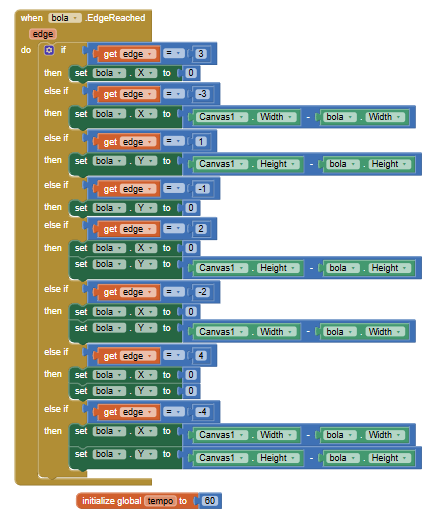 when bola .EdgeReached
edge
do if get edge = 3
then set bola . X to 0
else if get edge = -3
then set bola . X to Canvas1 . Width - bola . Width
else if get edge = 1
then set bola . Y to Canvas1 . Height - bola . Height
else if get edge = -1
then set bola . Y to 0
else if get edge = 2
then set bola . X to 0
set bola . Y to Canvas1 . Height - bola . Height
else if get edge = -2
then set bola . X to 0
set bola . Y to Canvas1 . Width - bola . Width
else if get edge = 4
then set bola . X to 0
set bola . Y to 0
else if get edge = -4
then set bola . X to Canvas1 . Width - bola . Width
set bola . Y to Canvas1 . Height - bola . Height
initialize global tempo to 60